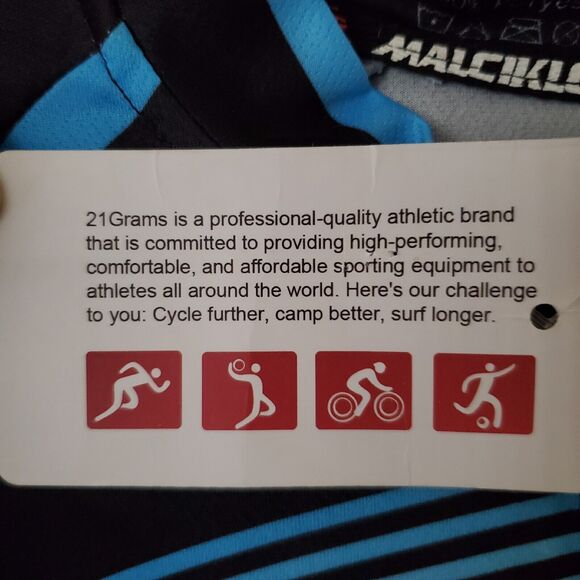 MALCIKLO
21Grams is a professional-quality athletic brand
that is committed to providing high-performing,
comfortable, and affordable sporting equipment to
athletes all around the world. Here's our challenge
to you: Cycle further, camp better, surf longer.